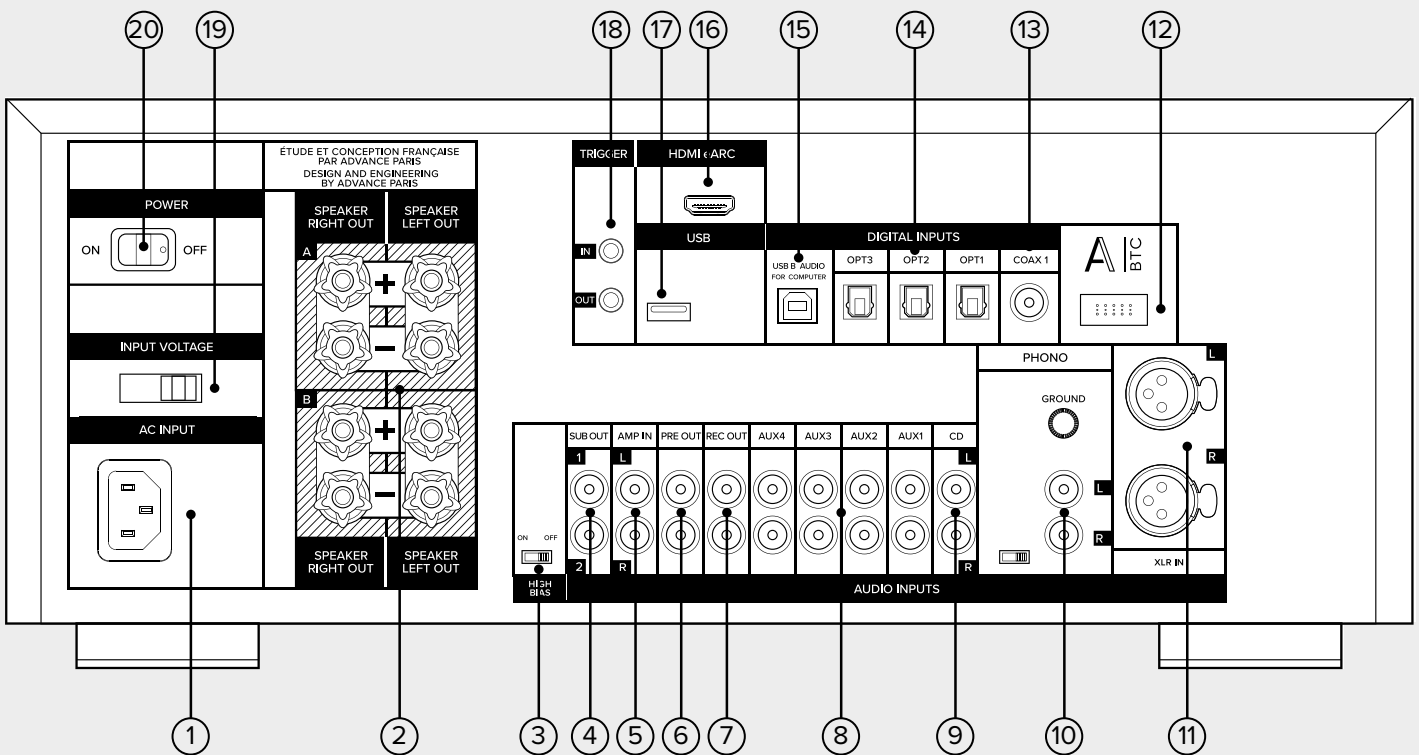 20
19
18
17
16
15
14
13
12
ÉTUDE ET CONCEPTION FRANÇAISE
PAR ADVANCE PARIS
DESIGN AND ENGINEERING
BY ADVANCE PARIS
POWER
ON OFF
INPUT VOLTAGE
AC INPUT
SPEAKER
RIGHT OUT
SPEAKER
LEFT OUT
A
+
−
B
+
−
SPEAKER
RIGHT OUT
SPEAKER
LEFT OUT
TRIGGER
IN
OUT
HDMI eARC
USB
DIGITAL INPUTS
USB B AUDIO
FOR COMPUTER
OPT3
OPT2
OPT1
COAX 1
A BTC
PHONO
GROUND
L
R
L
R
XLR IN
SUB OUT
AMP IN
PRE OUT
REC OUT
AUX4
AUX3
AUX2
AUX1
CD
1
L
L
2
R
R
ON OFF
HIGH
BIAS
AUDIO INPUTS
1
2
3
4
5
6
7
8
9
10
11